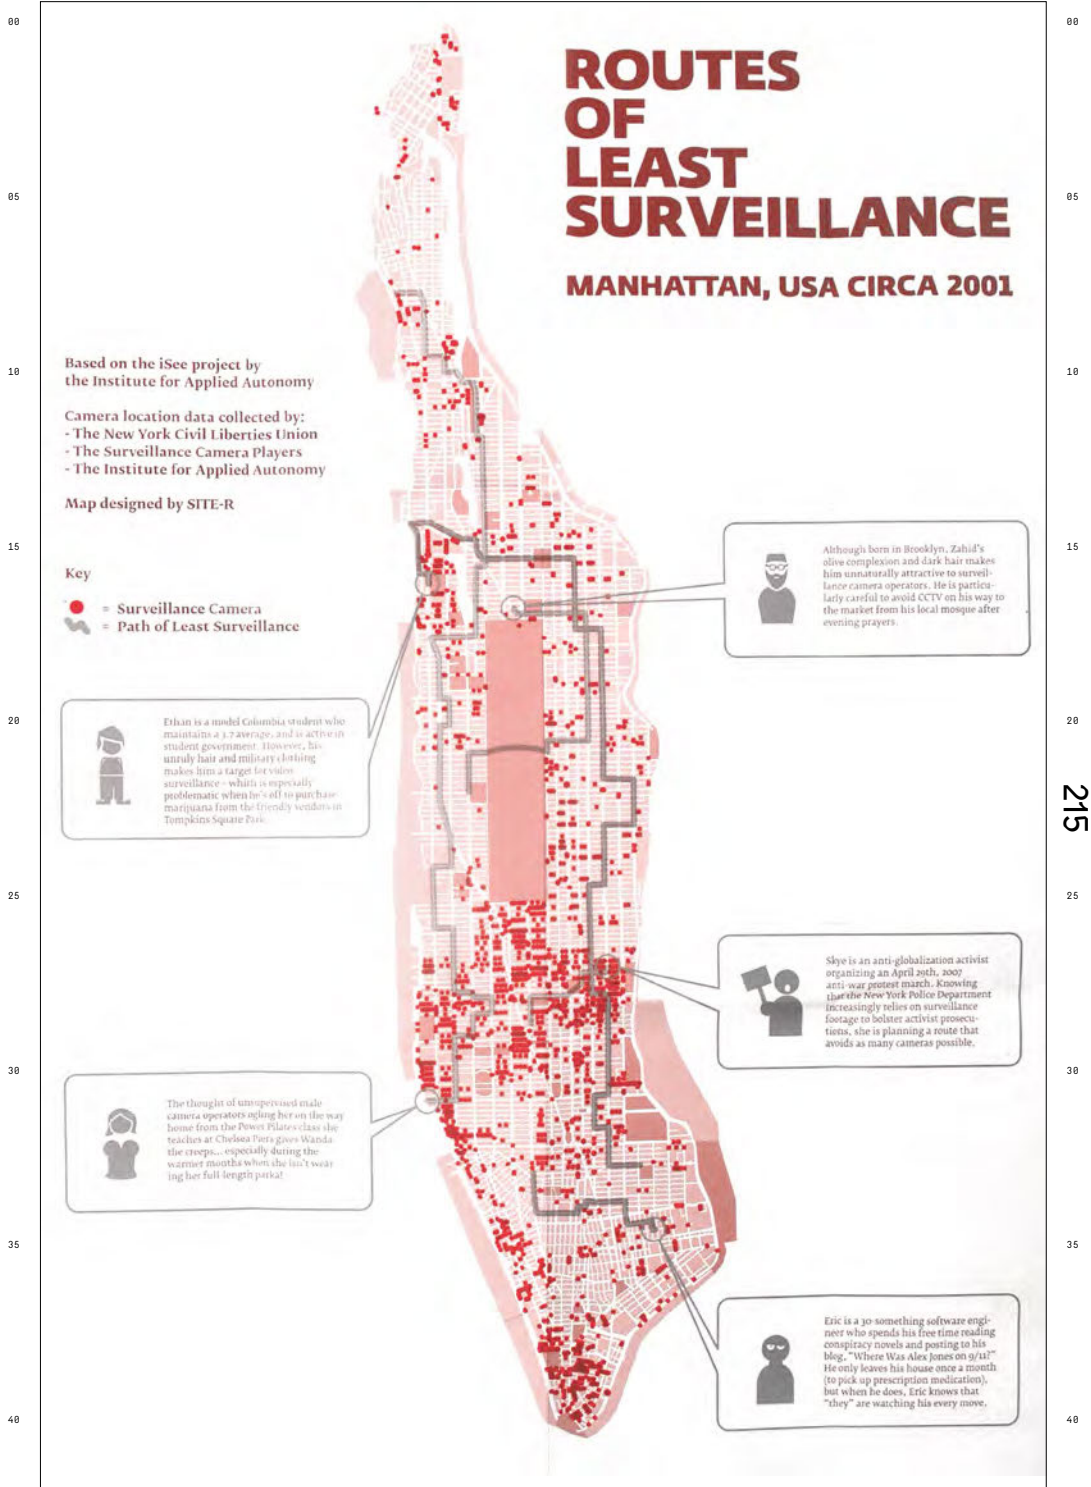 ROUTES
OF
LEAST
SURVEILLANCE
MANHATTAN, USA CIRCA 2001
Based on the iSee project by
the Institute for Applied Autonomy
Camera location data collected by:
- The New York Civil Liberties Union
- The Surveillance Camera Players
- The Institute for Applied Autonomy
Map designed by SITE-R
Key
= Surveillance Camera
= Path of Least Surveillance
Although born in Brooklyn, Zahid's
olive complexion and dark hair makes
him unnaturally attractive to surveil-
lance camera operators. He is particu-
larly careful to avoid CCTV on his way to
the market from his local mosque after
evening prayers.
Ethan is a model Columbia student who
maintains a 3.7 average, and is active in
student government. However, his
unruly hair and military clothing
makes him a target for video
surveillance - which is especially
problematic when he's off to purchase
marijuana from the friendly vendors in
Tompkins Square Park.
Skye is an anti-globalization activist
organizing an April 29th, 2007
anti-war protest march. Knowing
that the New York Police Department
increasingly relies on surveillance
footage to bolster activist prosecu-
tions, she is planning a route that
avoids as many cameras possible.
The thought of unsupervised male
camera operators ogling her on the way
home from the Power Pilates class she
teaches at Chelsea Piers gives Wanda
the creeps... especially during the
warmer months when she isn't wear
ing her full-length parka!
Eric is a 30-something software engi-
neer who spends his free time reading
conspiracy novels and posting to his
blog, "Where Was Alex Jones on 9/11?"
He only leaves his house once a month
(to pick up prescription medication),
but when he does, Eric knows that
"they" are watching his every move.
00
05
10
15
20
25
30
35
40
00
05
10
15
20
25
30
35
40
215